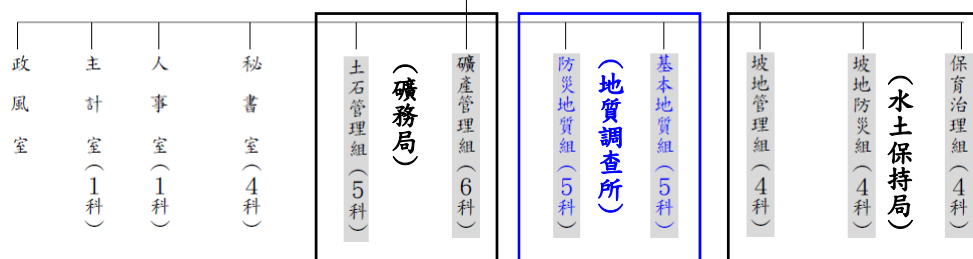 保育治理組（4科）
（水土保持局）
坡地防災組（4科）
坡地管理組（4科）
基本地質組（5科）
（地質調查所）
防災地質組（5科）
礦產管理組（6科）
（礦務局）
土石管理組（5科）
秘書室（4科）
人事室（1科）
主計室（1科）
政風室